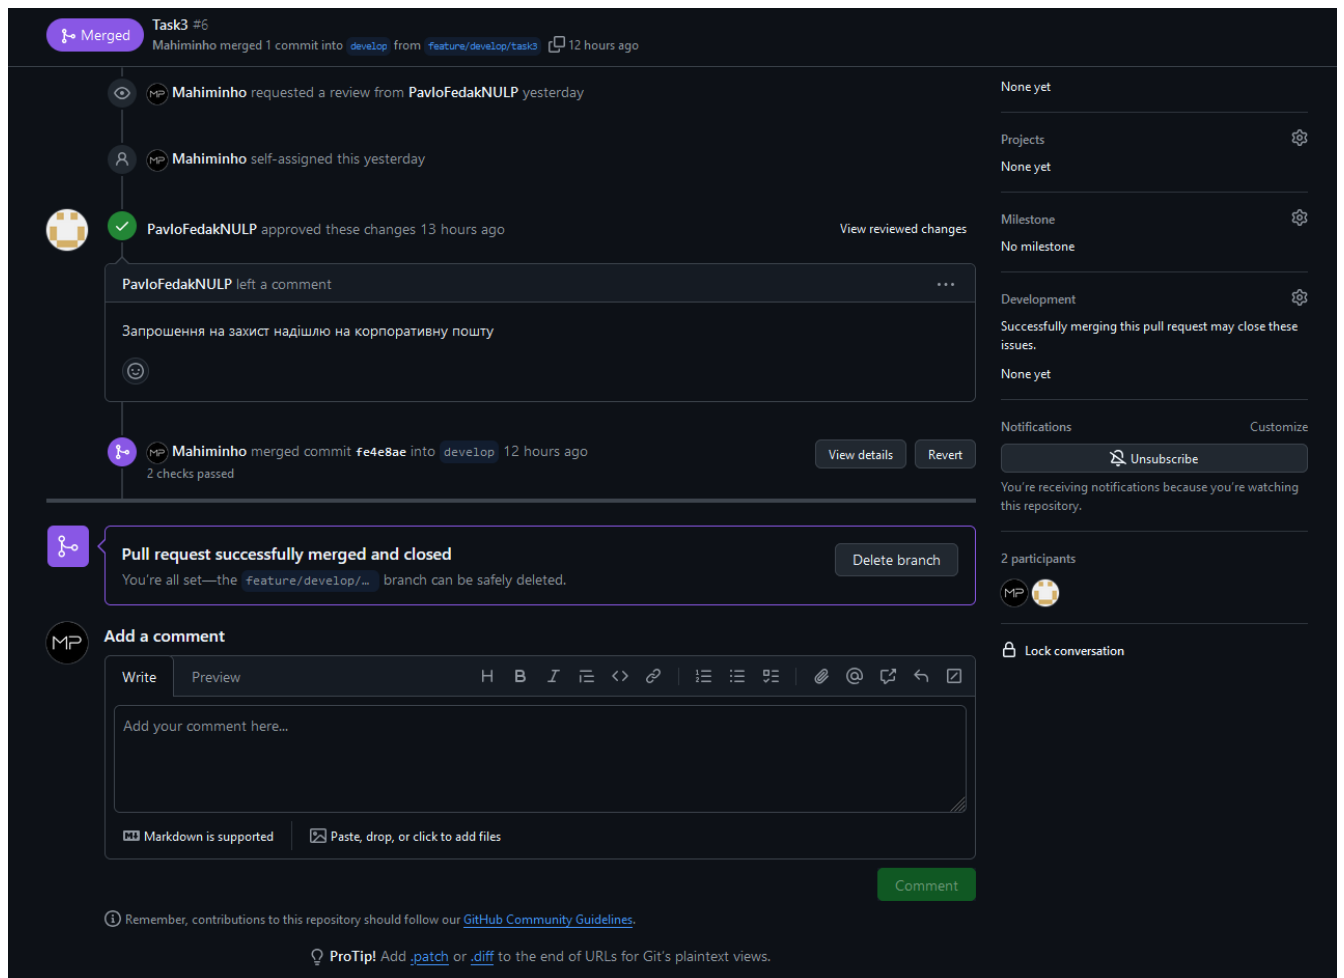 Merged
Task3 #6
Mahiminho merged 1 commit into develop from feature/develop/task3 12 hours ago
MP Mahiminho requested a review from PavloFedakNULP yesterday
MP Mahiminho self-assigned this yesterday
PavloFedakNULP approved these changes 13 hours ago
View reviewed changes
PavloFedakNULP left a comment
Запрошення на захист надішлю на корпоративну пошту
MP Mahiminho merged commit fe4e8ae into develop 12 hours ago
2 checks passed
View details
Revert
Pull request successfully merged and closed
You're all set—the feature/develop/… branch can be safely deleted.
Delete branch
MP
Add a comment
Write
Preview
Add your comment here...
Markdown is supported
Paste, drop, or click to add files
Comment
Remember, contributions to this repository should follow our GitHub Community Guidelines.
ProTip! Add .patch or .diff to the end of URLs for Git's plaintext views.
None yet
Projects
None yet
Milestone
No milestone
Development
Successfully merging this pull request may close these
issues.
None yet
Notifications
Customize
Unsubscribe
You're receiving notifications because you're watching
this repository.
2 participants
MP
Lock conversation